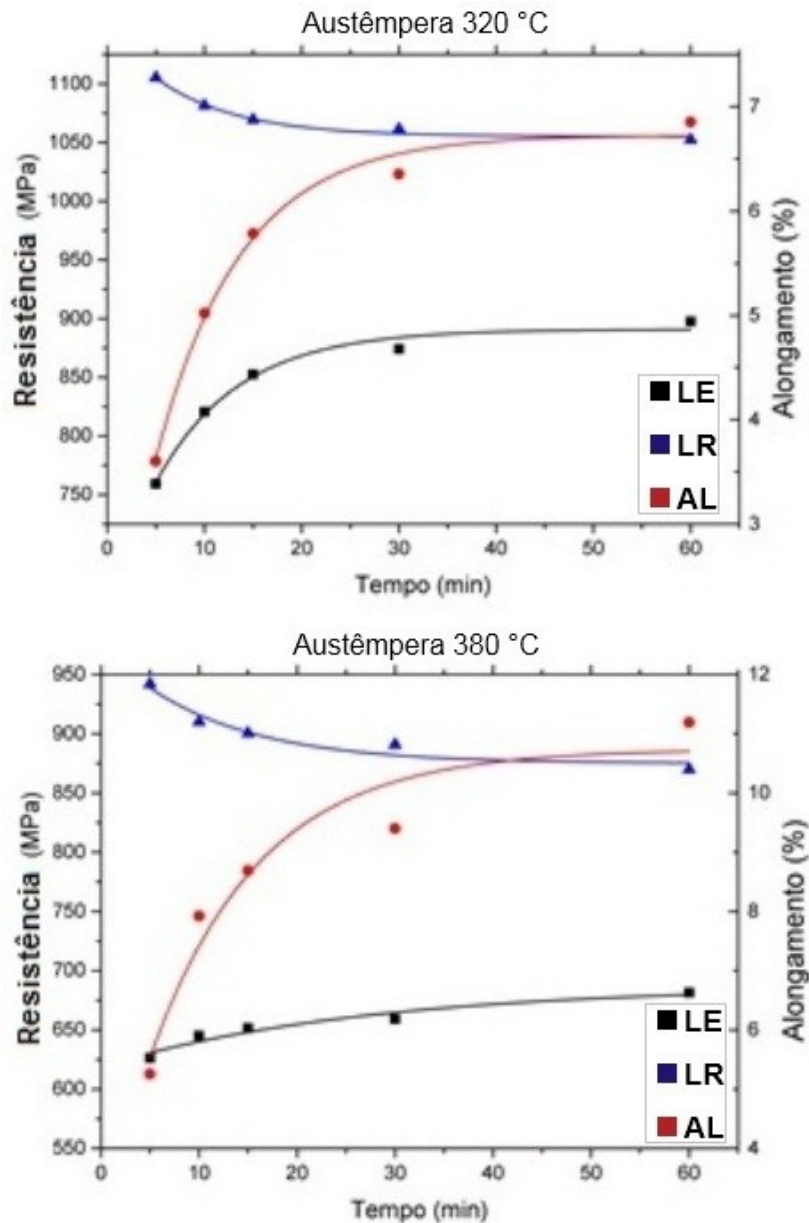 Austêmpera 320 °C
1100
1050
1000
950
900
850
800
750
7
6
5
4
3
Resistência (MPa)
Alongamento (%)
LE
LR
AL
0 10 20 30 40 50 60
Tempo (min)
Austêmpera 380 °C
950
900
850
800
750
700
650
600
550
12
10
8
6
4
Resistência (MPa)
Alongamento (%)
LE
LR
AL
0 10 20 30 40 50 60
Tempo (min)